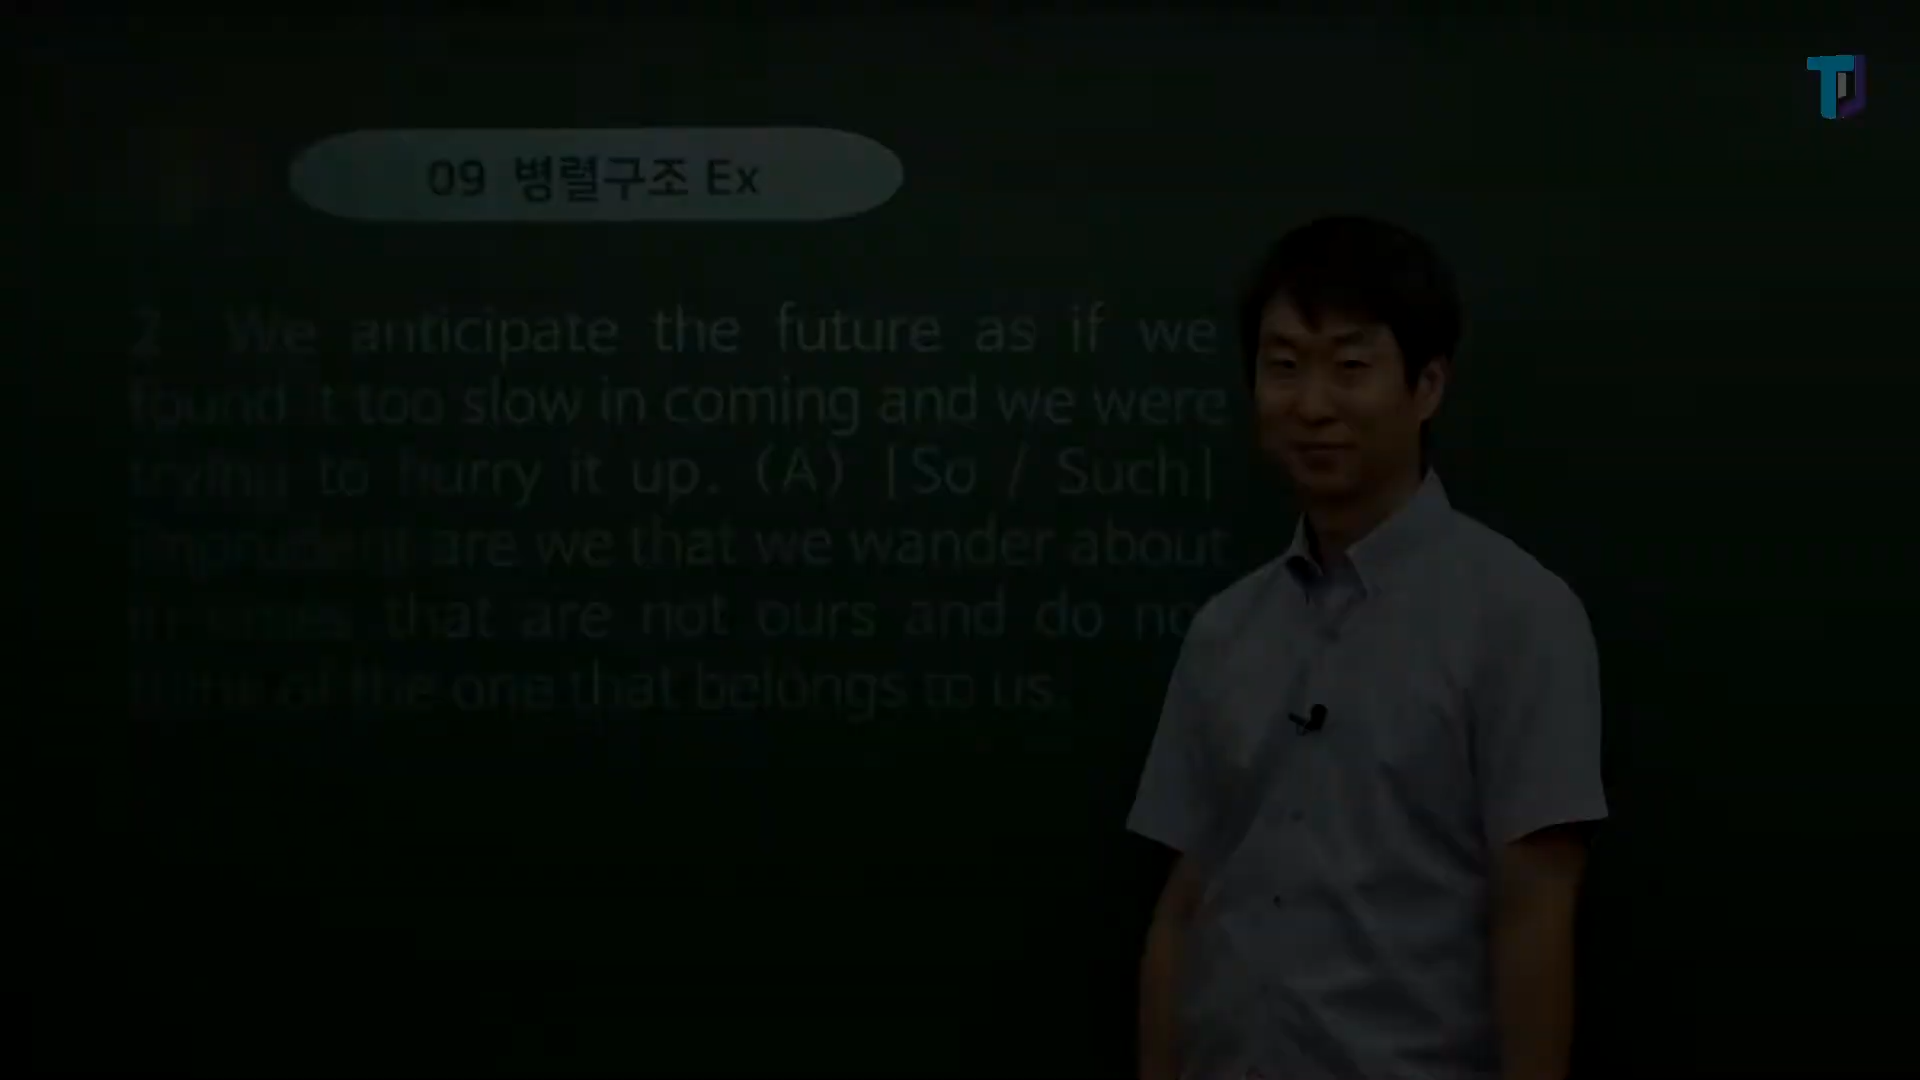 09 병렬구조 Ex
2 We anticipate the future as if we
found it too slow in coming and we were
trying to hurry it up. (A) [So / Such]
imprudent are we that we wander about
in times that are not ours and do not
think of the one that belongs to us.